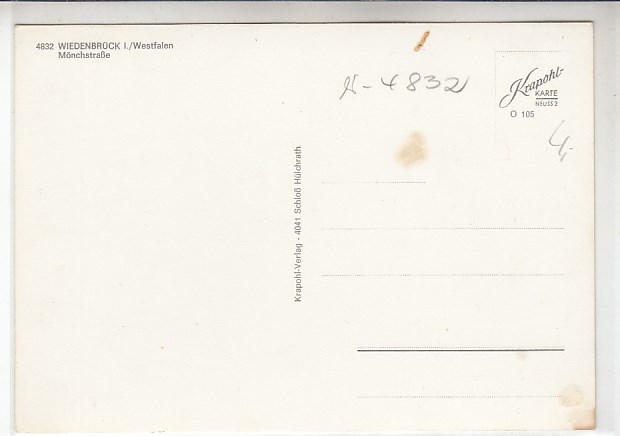 4832 WIEDENBRÜCK I./Westfalen
Mönchstraße
4832
Krapohl-
KARTE
NEUSS 2
O 105
4,-
Krapohl-Verlag - 4041 Schloß Hülchrath